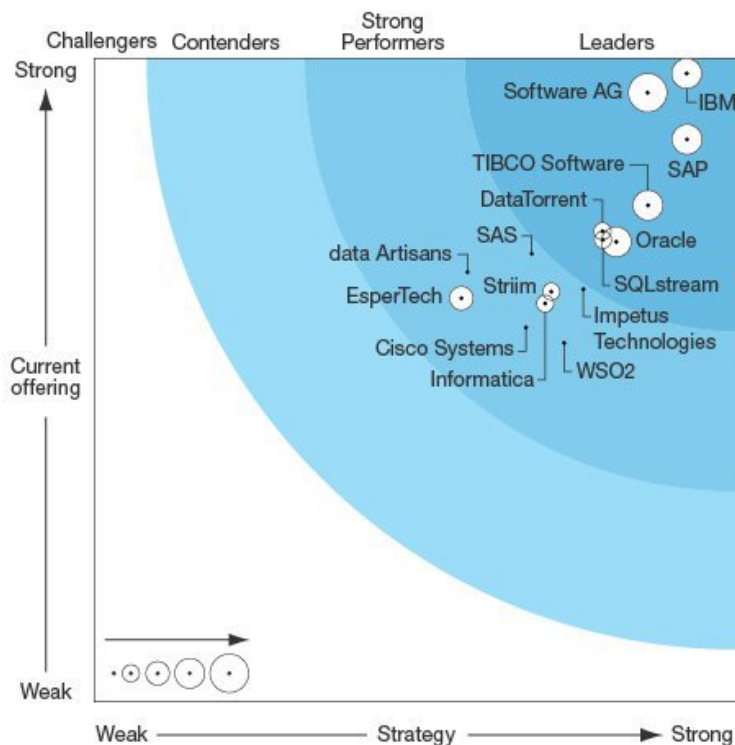 Challengers
Contenders
Strong
Performers
Leaders
Strong
Software AG
IBM
SAP
TIBCO Software
DataTorrent
Oracle
SAS
data Artisans
SQLstream
Striim
EsperTech
Impetus
Technologies
Cisco Systems
WSO2
Informatica
Current
offering
Weak
Weak
Strategy
Strong